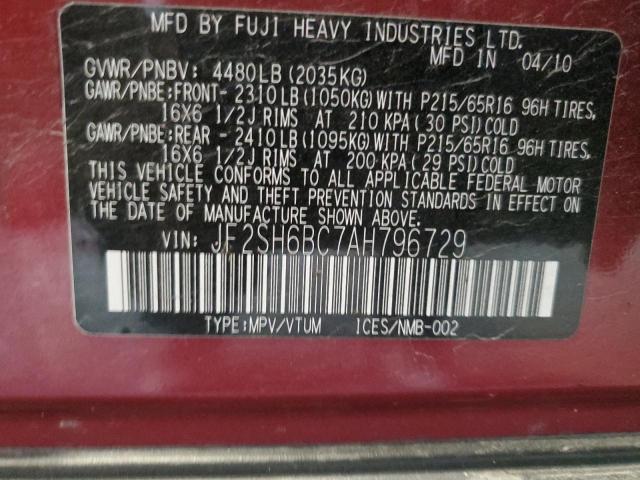 MFD BY FUJI HEAVY INDUSTRIES LTD.
MFD IN 04/10
GVWR/PNBV: 4480LB (2035KG)
GAWR/PNBE:FRONT- 2310LB(1050KG)WITH P215/65R16 96H TIRES,
16X6 1/2J RIMS AT 210 KPA (30 PSI)COLD
GAWR/PNBE:REAR - 2410LB(1095KG)WITH P215/65R16 96H TIRES,
16X6 1/2J RIMS AT 200 KPA (29 PSI)COLD
THIS VEHICLE CONFORMS TO ALL APPLICABLE FEDERAL MOTOR
VEHICLE SAFETY AND THEFT PREVENTION STANDARDS IN EFFECT ON
THE DATE OF MANUFACTURE SHOWN ABOVE.
VIN: JF2SH6BC7AH796729
TYPE:MPV/VTUM ICES/NMB-002